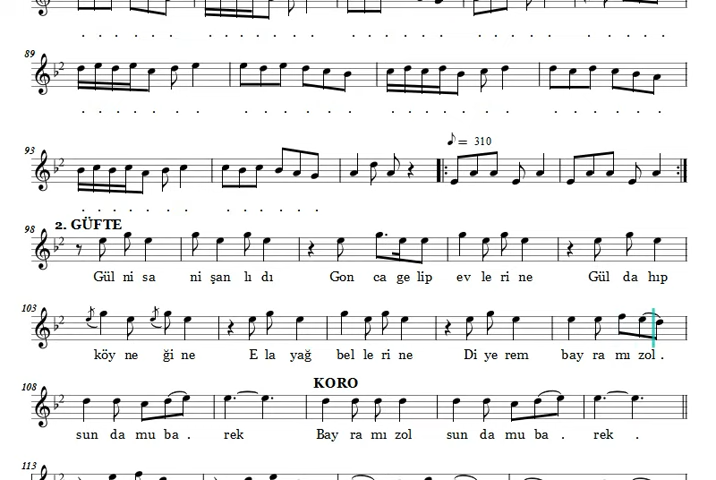 89
93
= 310
2. GÜFTE
98
Gül ni sa ni şan lı dı Gon ca ge lip ev le ri ne Gül da hıp
103
köy ne ği ne E la yağ bel le ri ne Di ye rem bay ra mı zol .
108
KORO
sun da mu ba . rek Bay ra mı zol sun da mu ba . rek .
113